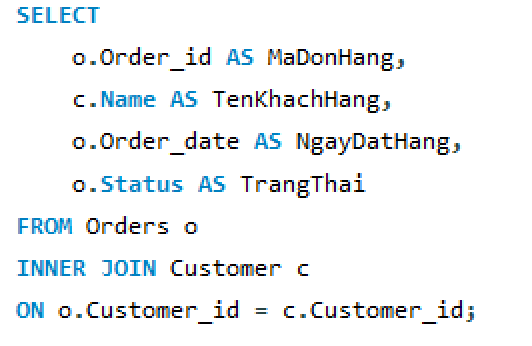 SELECT
o.Order_id AS MaDonHang,
c.Name AS TenKhachHang,
o.Order_date AS NgayDatHang,
o.Status AS TrangThai
FROM Orders o
INNER JOIN Customer c
ON o.Customer_id = c.Customer_id;